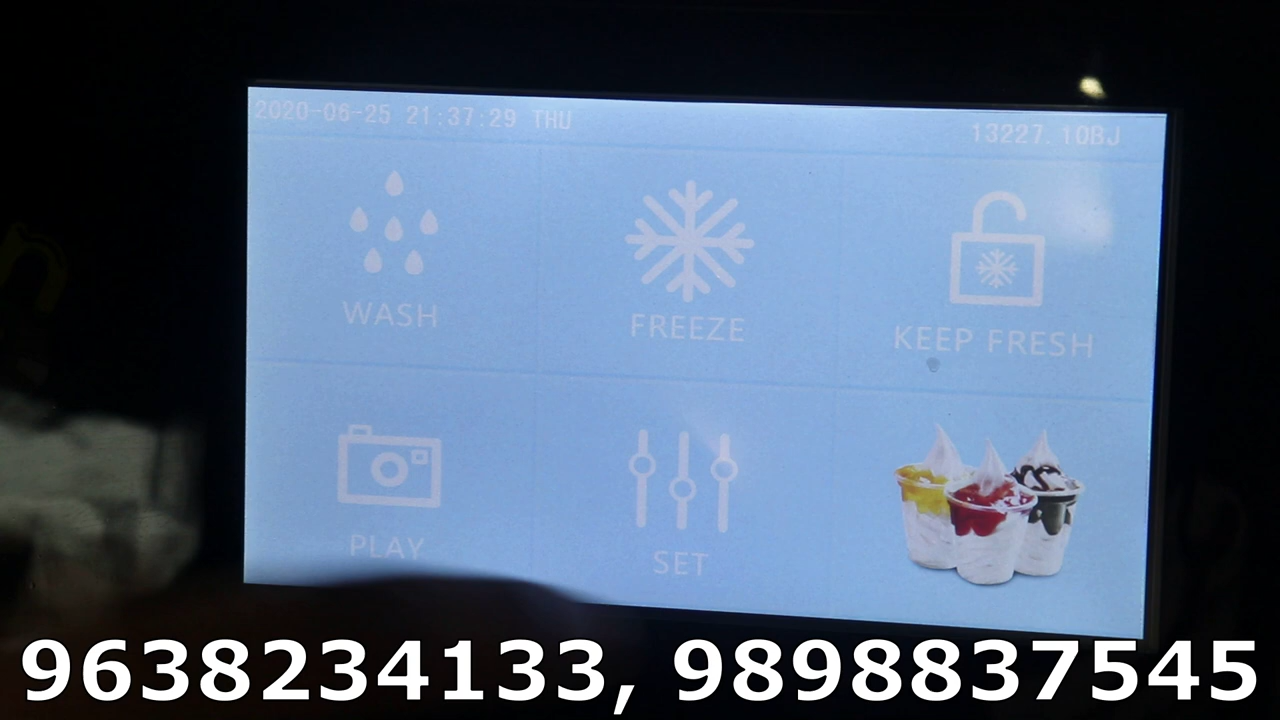 2020-06-25 21:37:29 THU
13227.10BJ
WASH
FREEZE
KEEP FRESH
PLAY
SET
9638234133, 9898837545